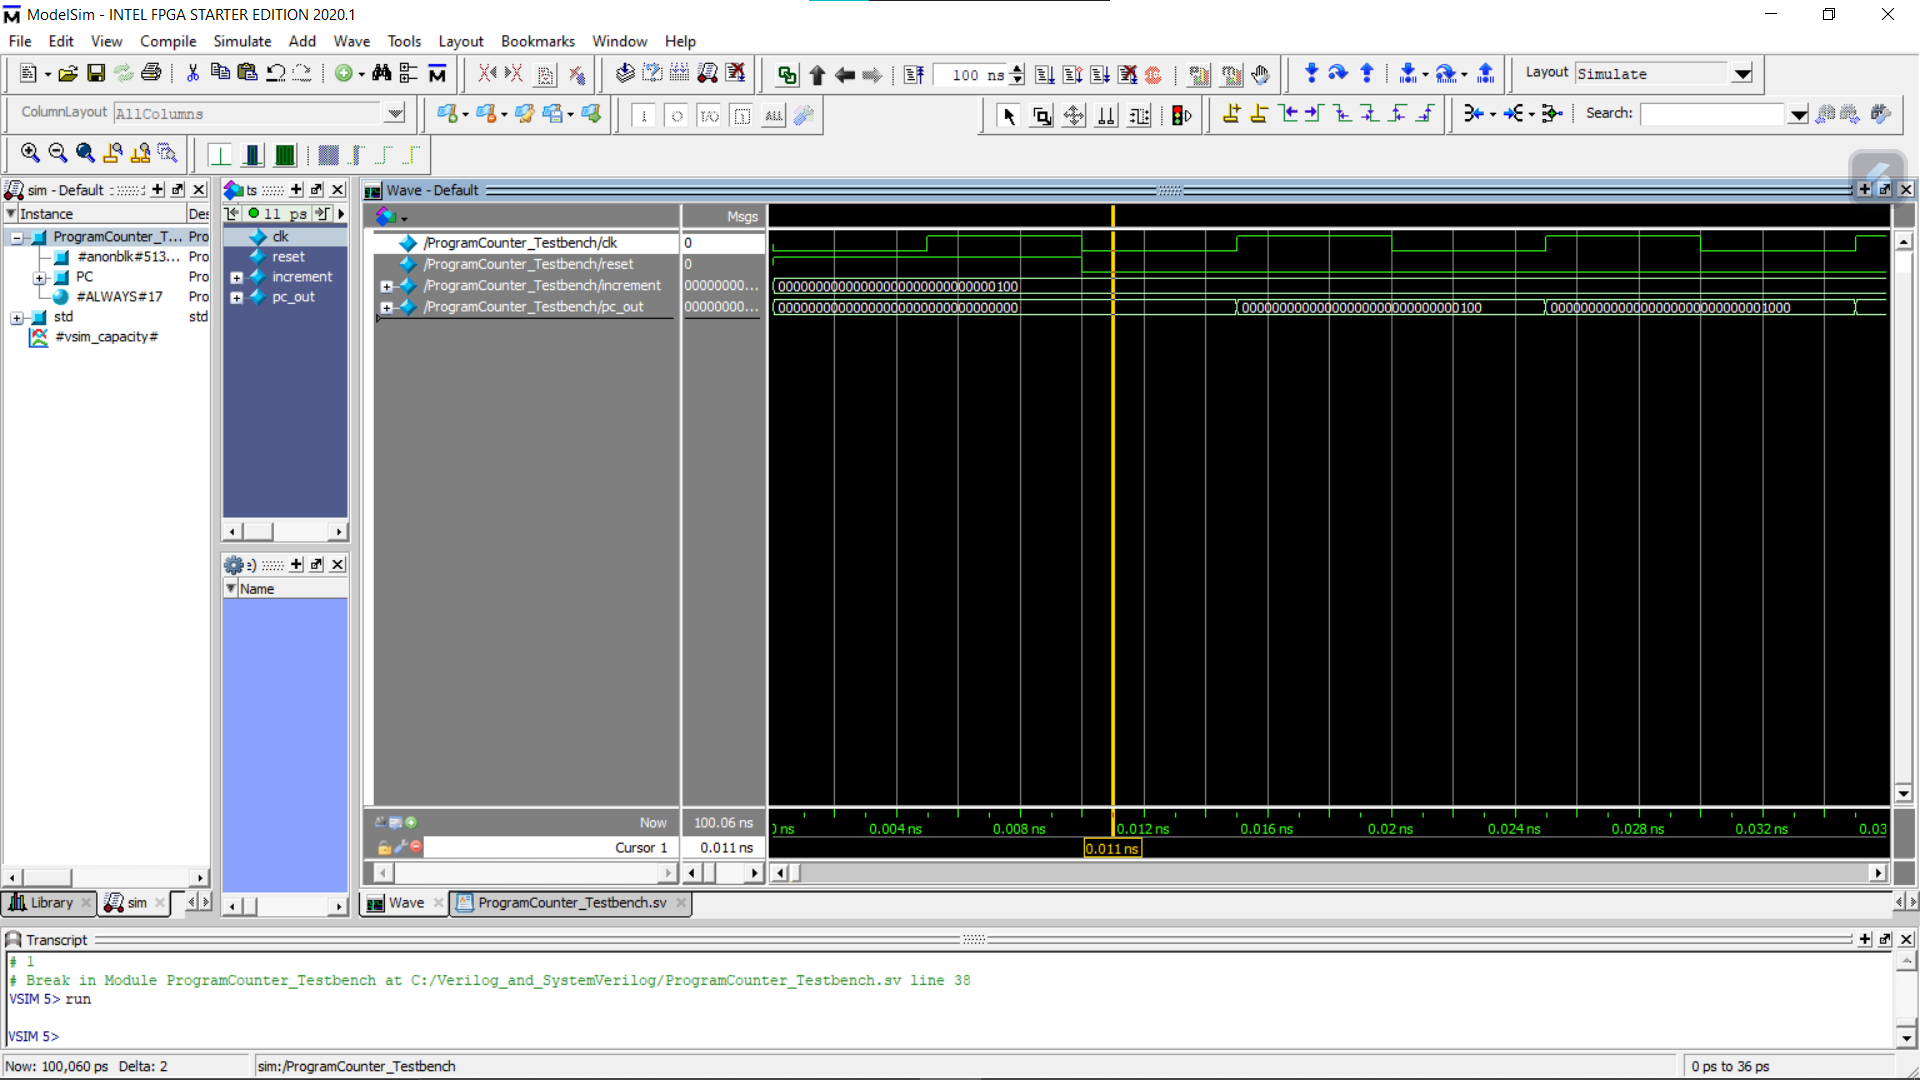 ModelSim - INTEL FPGA STARTER EDITION 2020.1
File Edit View Compile Simulate Add Wave Tools Layout Bookmarks Window Help
100 ns
Layout Simulate
ColumnLayout AllColumns
Search:
sim - Default
Instance
ProgramCounter_T... Pro
#anonblk#513... Pro
PC Pro
#ALWAYS#17 Pro
std std
#vsim_capacity#
ts
11 ps
clk
reset
increment
pc_out
Name
Wave - Default
Msgs
/ProgramCounter_Testbench/clk 0
/ProgramCounter_Testbench/reset 0
/ProgramCounter_Testbench/increment 00000000...
/ProgramCounter_Testbench/pc_out 00000000...
00000000000000000000000000000100
00000000000000000000000000000000 00000000000000000000000000000100 00000000000000000000000000001000
Now 100.06 ns
0.004 ns 0.008 ns 0.012 ns 0.016 ns 0.02 ns 0.024 ns 0.028 ns 0.032 ns
Cursor 1 0.011 ns
0.011 ns
Library sim
Wave ProgramCounter_Testbench.sv
Transcript
# 1
# Break in Module ProgramCounter_Testbench at C:/Verilog_and_SystemVerilog/ProgramCounter_Testbench.sv line 38
VSIM 5> run
VSIM 5>
Now: 100,060 ps Delta: 2 sim:/ProgramCounter_Testbench 0 ps to 36 ps